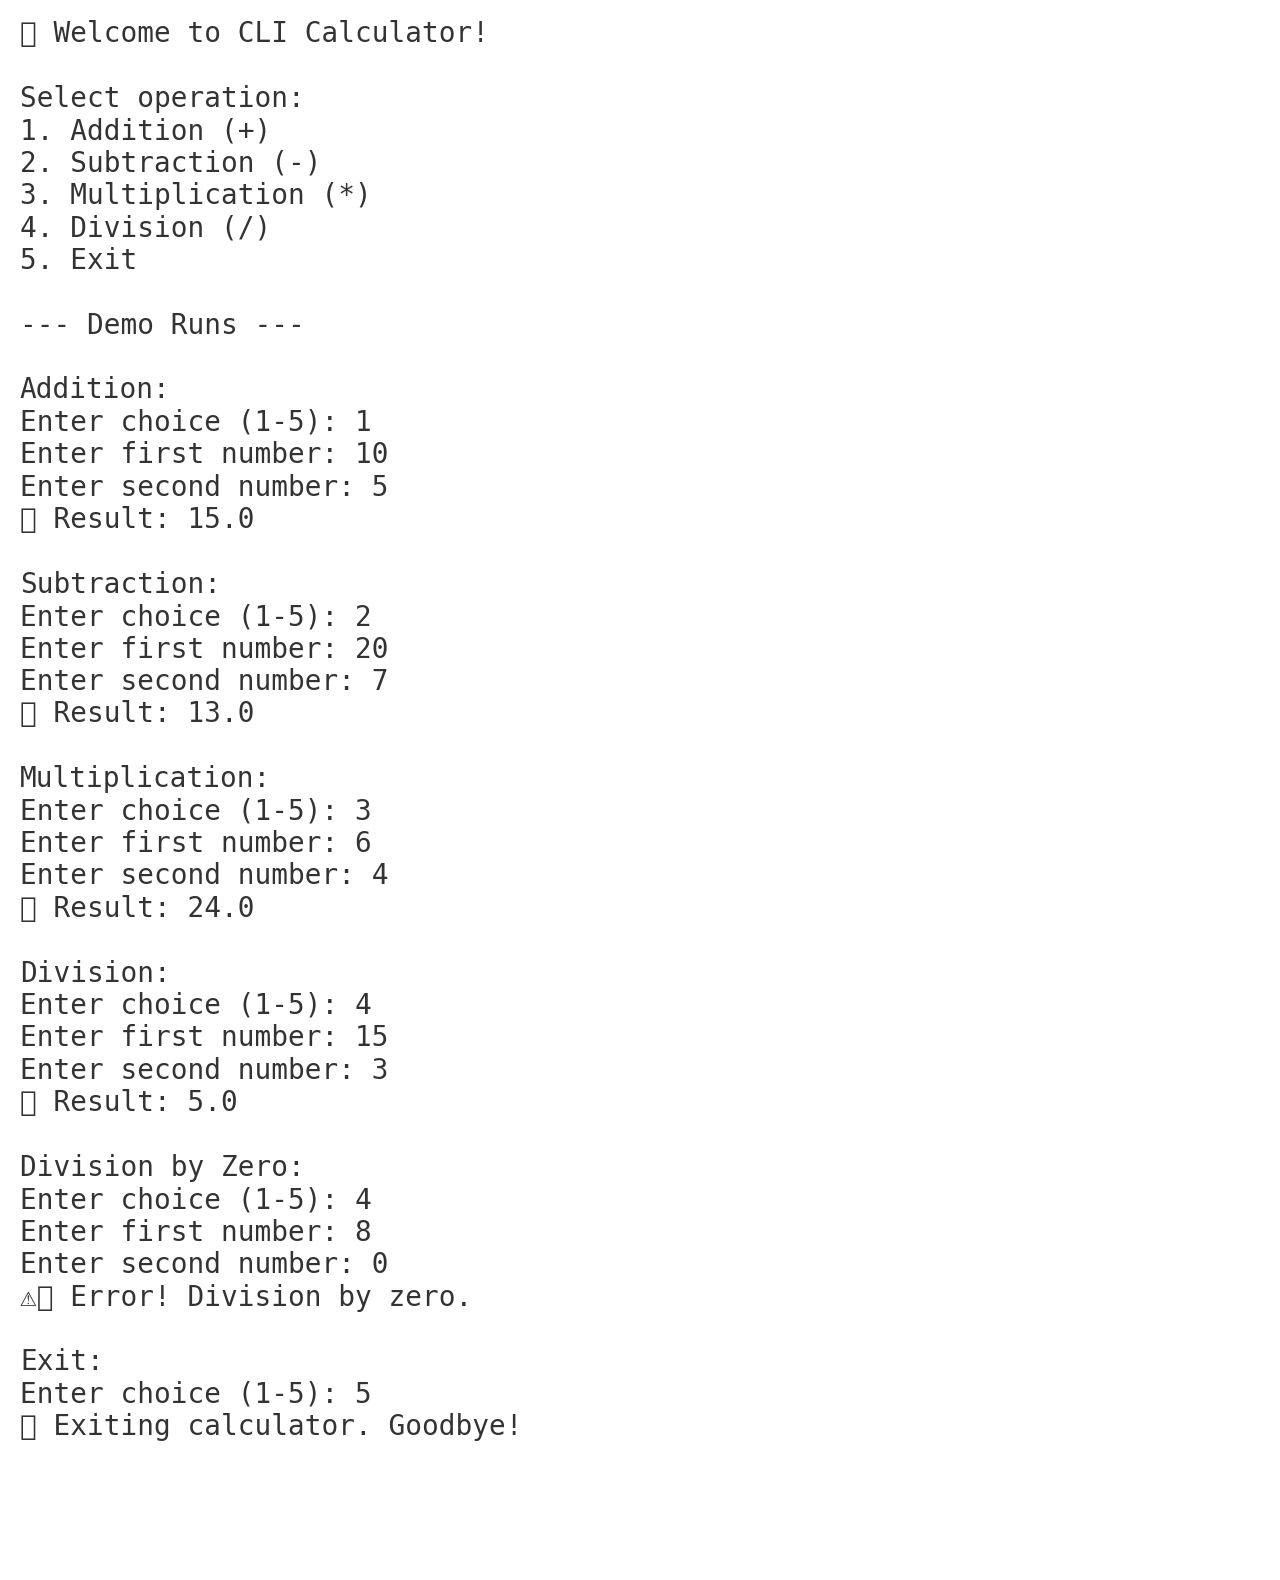 ▯ Welcome to CLI Calculator!
Select operation:
1. Addition (+)
2. Subtraction (-)
3. Multiplication (*)
4. Division (/)
5. Exit
--- Demo Runs ---
Addition:
Enter choice (1-5): 1
Enter first number: 10
Enter second number: 5
▯ Result: 15.0
Subtraction:
Enter choice (1-5): 2
Enter first number: 20
Enter second number: 7
▯ Result: 13.0
Multiplication:
Enter choice (1-5): 3
Enter first number: 6
Enter second number: 4
▯ Result: 24.0
Division:
Enter choice (1-5): 4
Enter first number: 15
Enter second number: 3
▯ Result: 5.0
Division by Zero:
Enter choice (1-5): 4
Enter first number: 8
Enter second number: 0
⚠▯ Error! Division by zero.
Exit:
Enter choice (1-5): 5
▯ Exiting calculator. Goodbye!